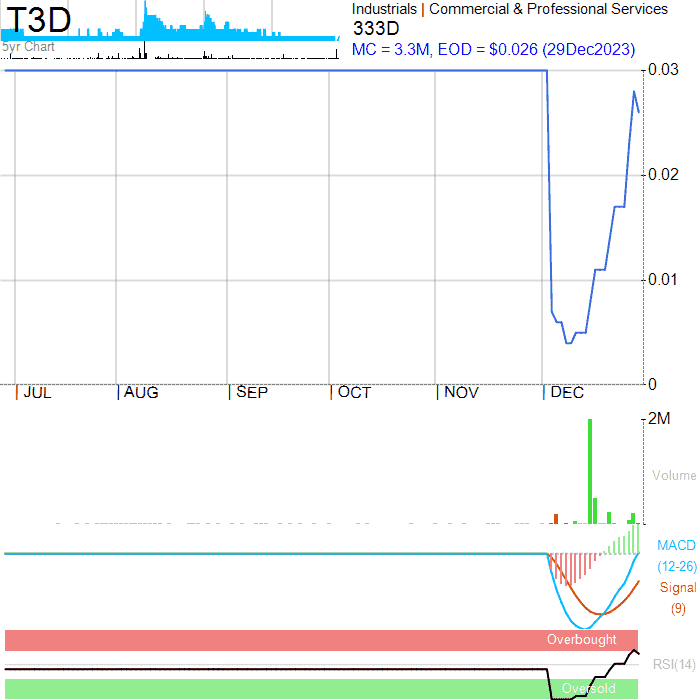 T3D
5yr Chart
Industrials | Commercial & Professional Services
333D
MC = 3.3M, EOD = $0.026 (29Dec2023)
0.03
0.02
0.01
0
JUL AUG SEP OCT NOV DEC
2M
Volume
MACD
(12-26)
Signal
(9)
Overbought
RSI(14)
Oversold